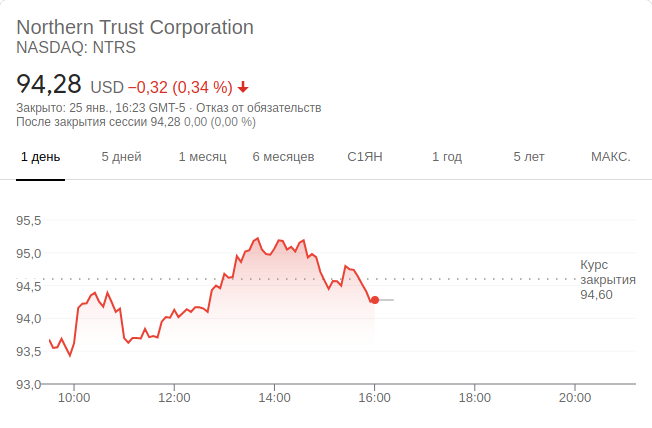 Northern Trust Corporation
NASDAQ: NTRS
94,28 USD −0,32 (0,34 %)
Закрыто: 25 янв., 16:23 GMT-5 · Отказ от обязательств
После закрытия сессии 94,28 0,00 (0,00 %)
1 день 5 дней 1 месяц 6 месяцев С1ЯН 1 год 5 лет МАКС.
95,5
95,0
Курс
закрытия
94,60
94,5
94,0
93,5
93,0
10:00 12:00 14:00 16:00 18:00 20:00